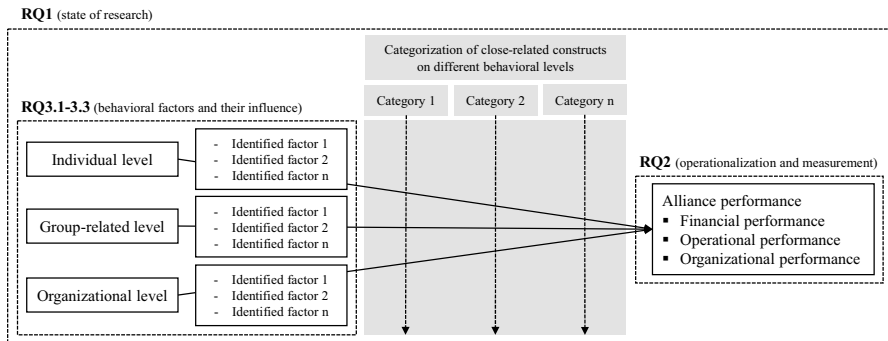 RQ1 (state of research)
Categorization of close-related constructs
on different behavioral levels
Category 1
Category 2
Category n
RQ3.1-3.3 (behavioral factors and their influence)
Individual level
- Identified factor 1
- Identified factor 2
- Identified factor n
Group-related level
- Identified factor 1
- Identified factor 2
- Identified factor n
Organizational level
- Identified factor 1
- Identified factor 2
- Identified factor n
RQ2 (operationalization and measurement)
Alliance performance
▪ Financial performance
▪ Operational performance
▪ Organizational performance